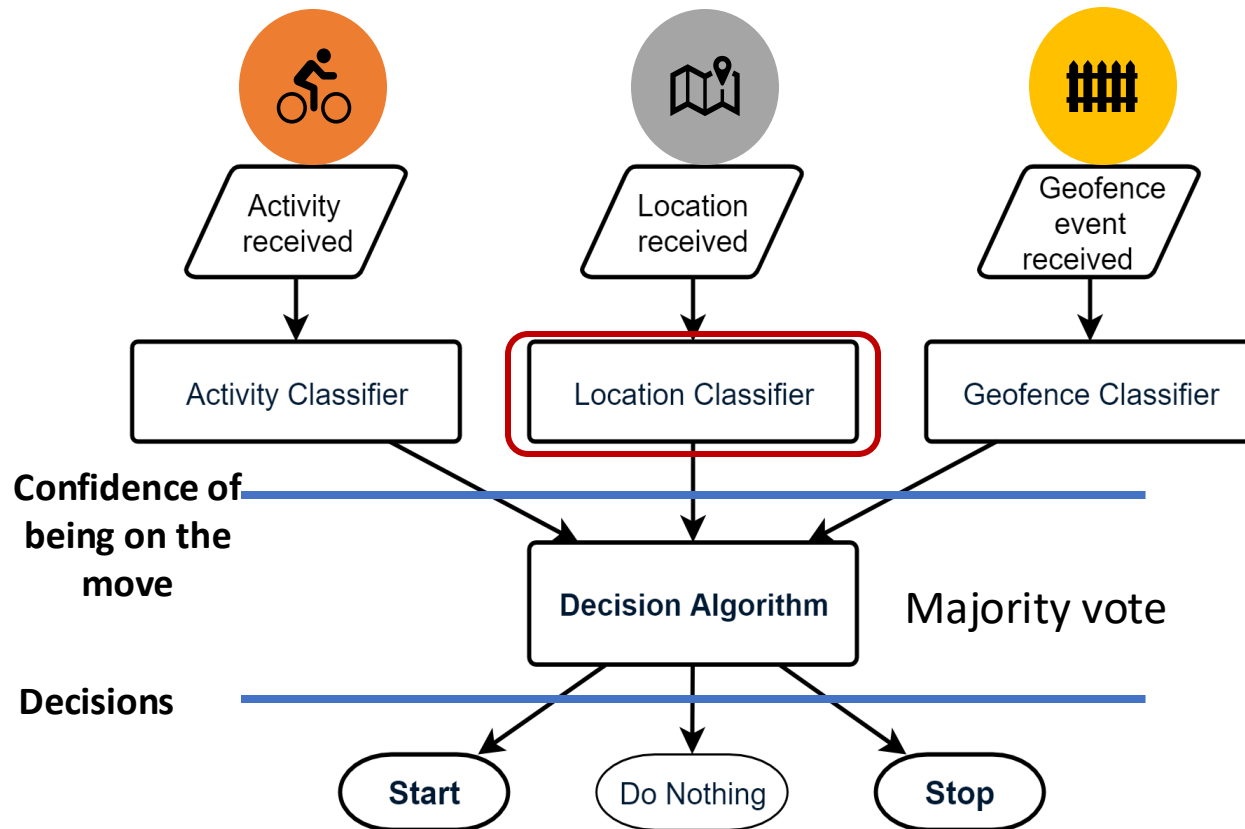 Activity
received
Location
received
Geofence
event
received
Activity Classifier
Location Classifier
Geofence Classifier
Confidence of
being on the
move
Decision Algorithm
Majority vote
Decisions
Start
Do Nothing
Stop